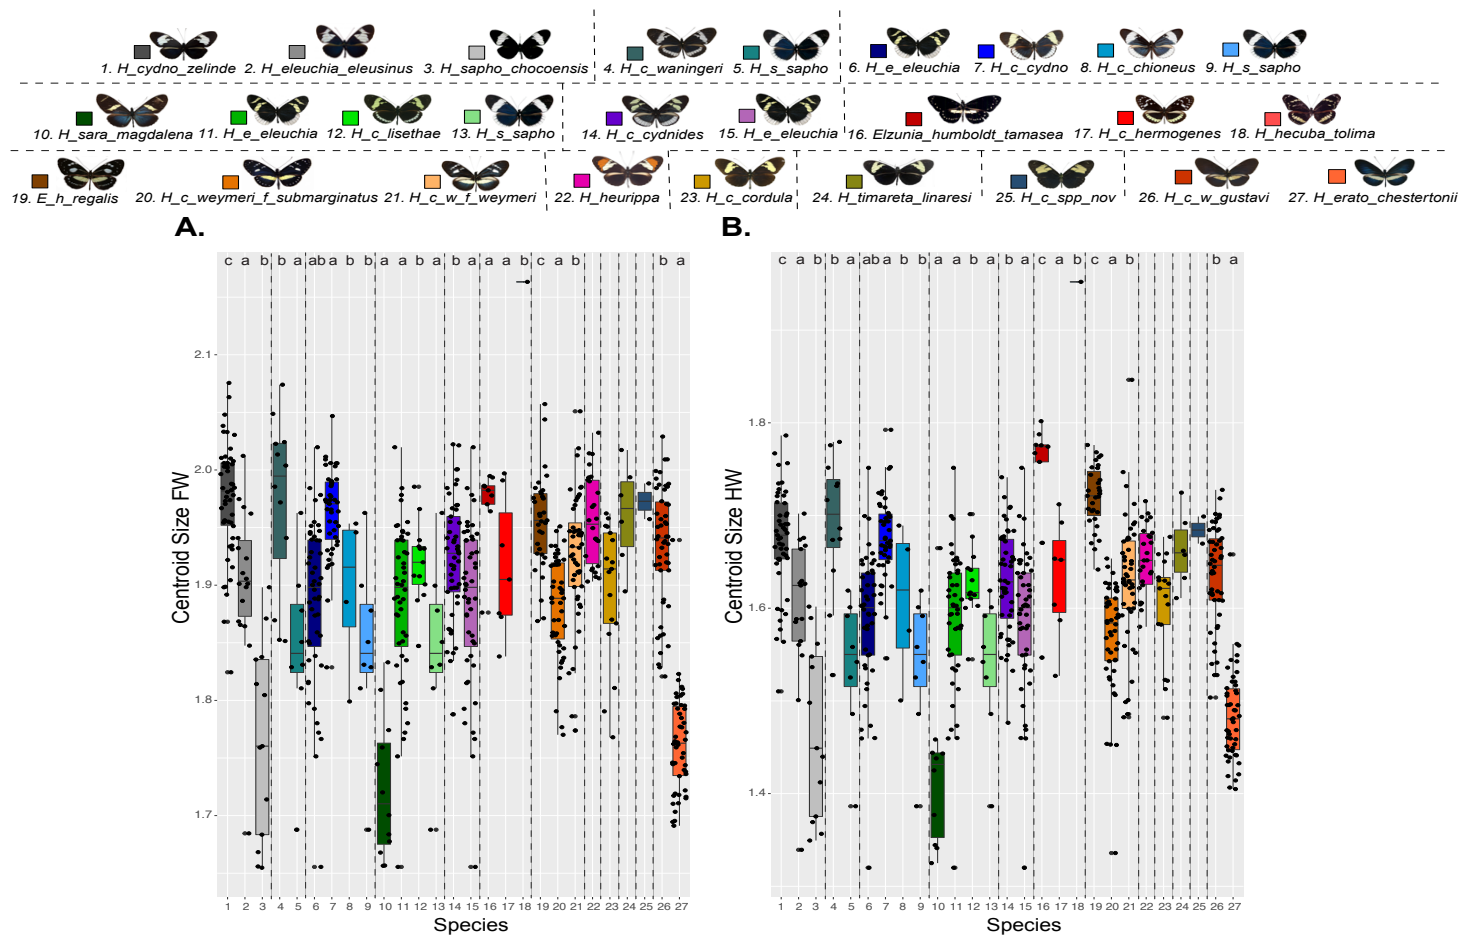 1. H_cydno_zelinde 2. H_eleuchia_eleusinus 3. H_sapho_chocoensis 4. H_c_waningeri 5. H_s_sapho 6. H_e_eleuchia 7. H_c_cydno 8. H_c_chioneus 9. H_s_sapho
10. H_sara_magdalena 11. H_e_eleuchia 12. H_c_lisethae 13. H_s_sapho 14. H_c_cydnides 15. H_e_eleuchia 16. Elzunia_humboldt_tamasea 17. H_c_hermogenes 18. H_hecuba_tolima
19. E_h_regalis 20. H_c_weymeri_f_submarginatus 21. H_c_w_f_weymeri 22. H_heurippa 23. H_c_cordula 24. H_timareta_linaresi 25. H_c_spp_nov 26. H_c_w_gustavi 27. H_erato_chestertonii
A. B.
c a b b a ab a b b a a b a b a a a b c a b b a
c a b b a ab a b b a a b a b a c a b c a b b a
2.1
2.0
1.9
1.8
1.7
Centroid Size FW
1.8
1.6
1.4
Centroid Size HW
1 2 3 4 5 6 7 8 9 10 11 12 13 14 15 16 17 18 19 20 21 22 23 24 25 26 27
Species
1 2 3 4 5 6 7 8 9 10 11 12 13 14 15 16 17 18 19 20 21 22 23 24 25 26 27
Species